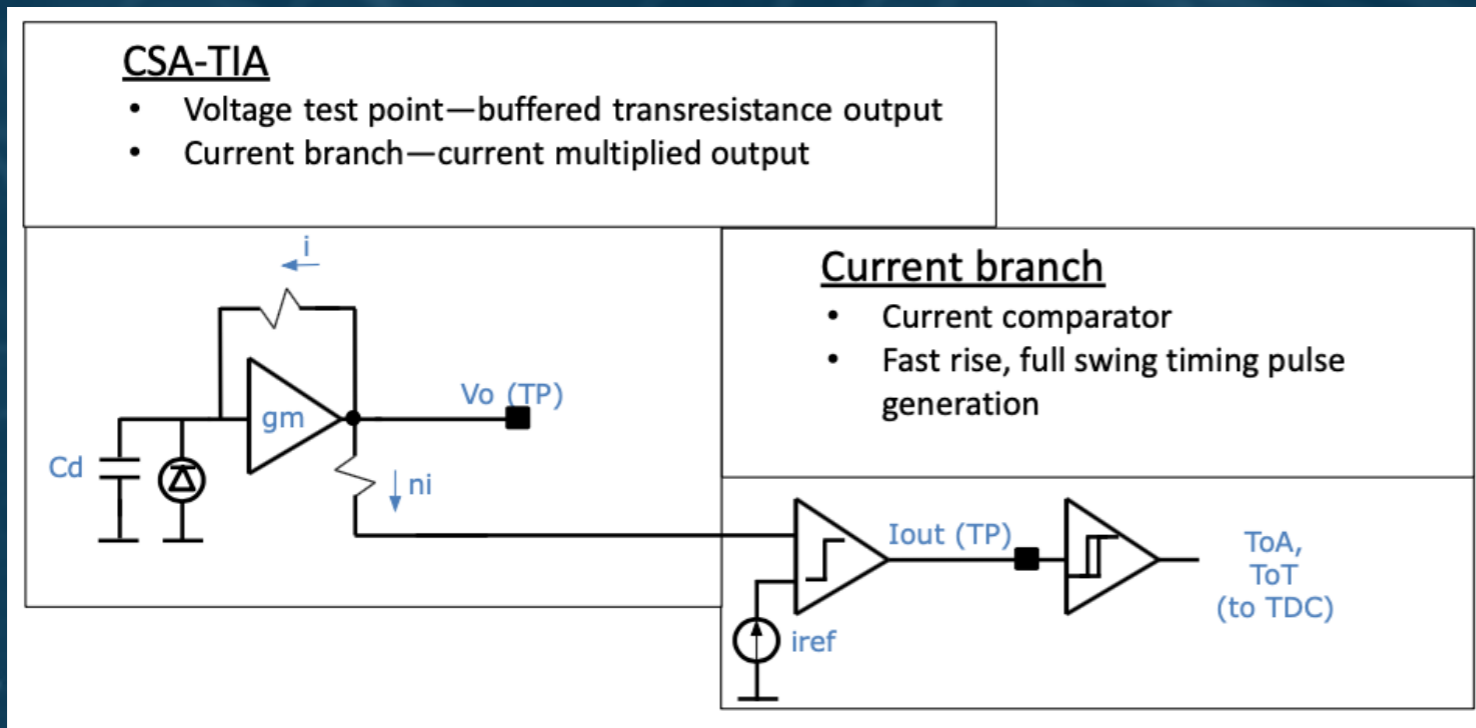 CSA-TIA
• Voltage test point—buffered transresistance output
• Current branch—current multiplied output
i
gm
Vo (TP)
Cd
ni
Current branch
• Current comparator
• Fast rise, full swing timing pulse
generation
Iout (TP)
iref
ToA,
ToT
(to TDC)